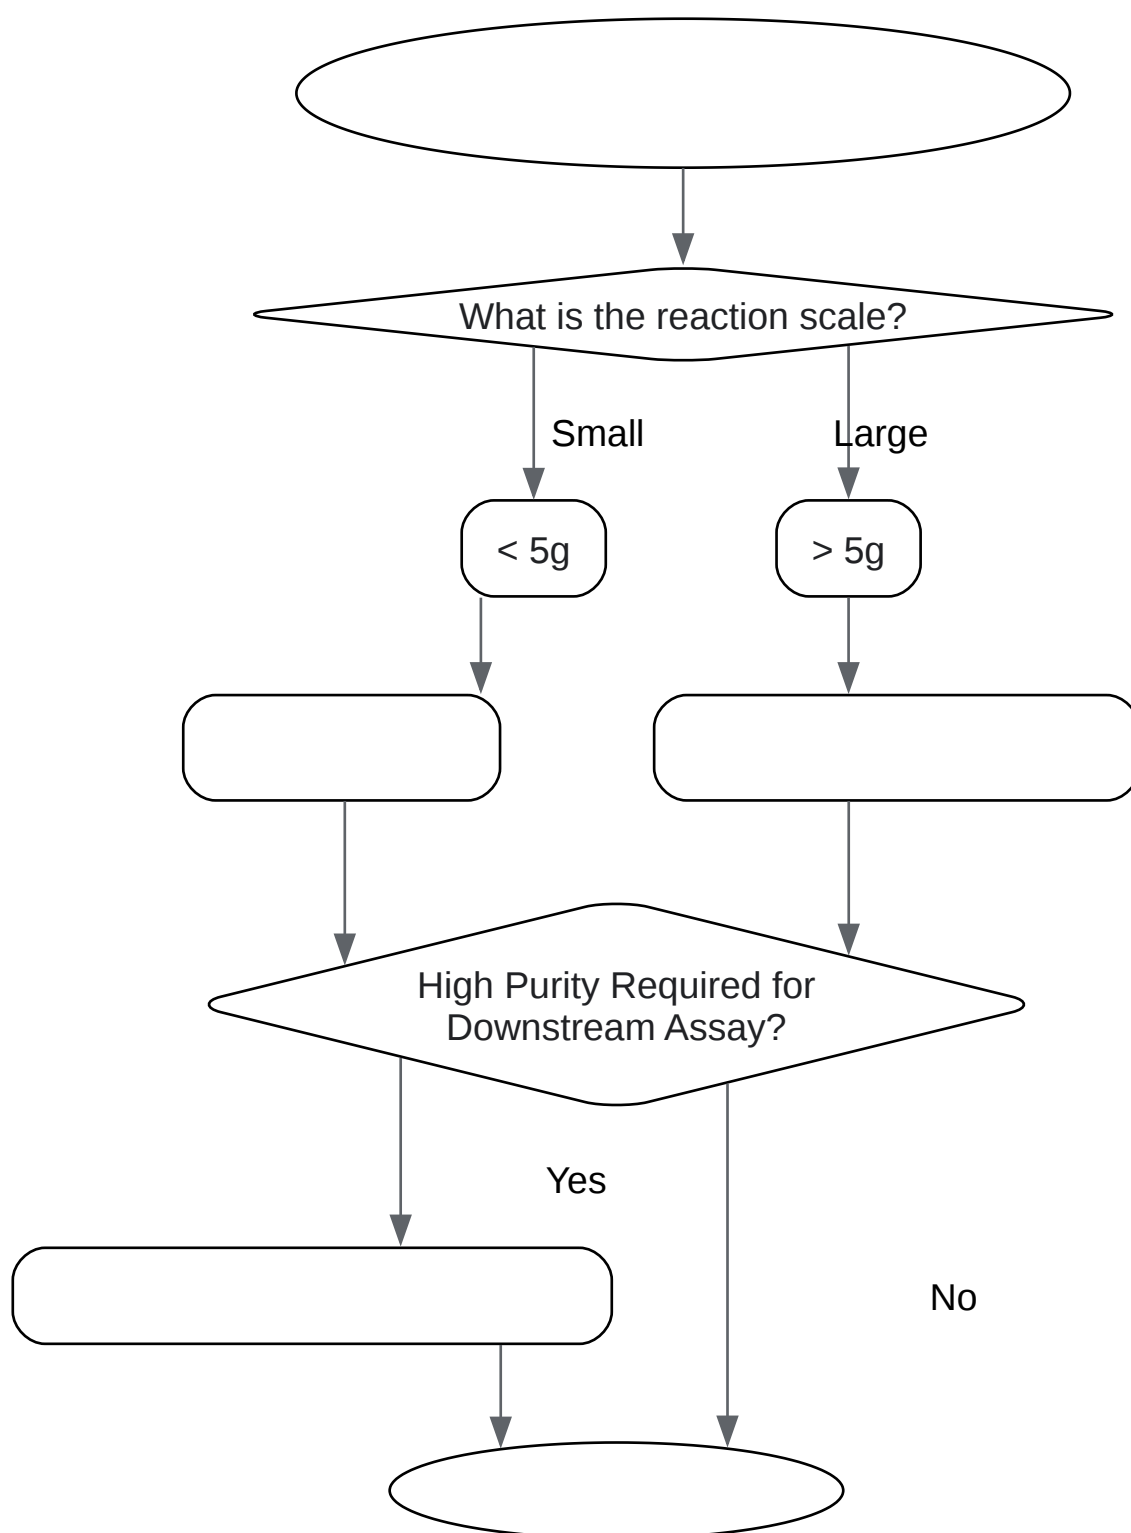 What is the reaction scale?
Small
Large
< 5g
> 5g
High Purity Required for
Downstream Assay?
Yes
No